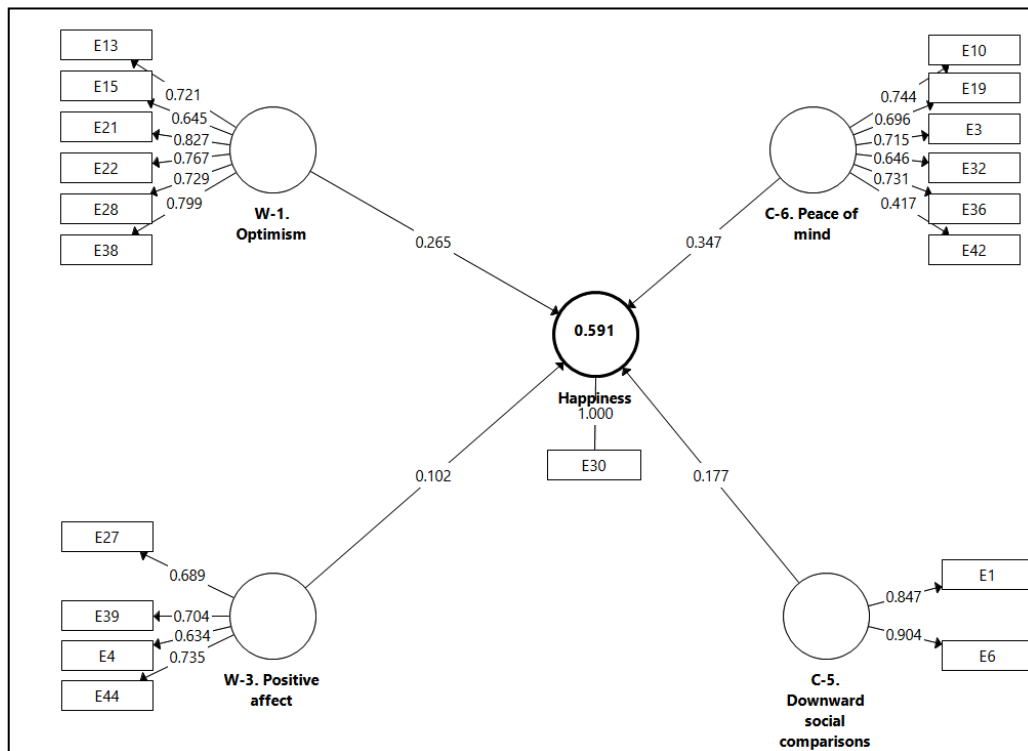 E13
E15
E21
E22
E28
E38
0.721
0.645
0.827
0.767
0.729
0.799
W-1.
Optimism
E10
E19
E3
E32
E36
E42
0.744
0.696
0.715
0.646
0.731
0.417
C-6. Peace of
mind
0.265
0.347
0.591
Happiness
1.000
E30
0.102
0.177
E27
E39
E4
E44
0.689
0.704
0.634
0.735
W-3. Positive
affect
E1
E6
0.847
0.904
C-5.
Downward
social
comparisons